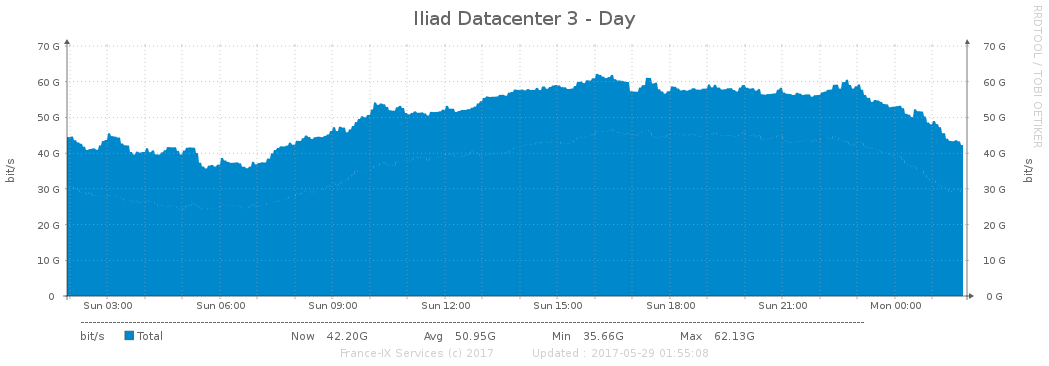 Iliad Datacenter 3 - Day
RRDTOOL / TOBI OETIKER
70 G 70 G
60 G 60 G
50 G 50 G
40 G 40 G
30 G 30 G
20 G 20 G
10 G 10 G
0 0 G
bit/s
bit/s
Sun 03:00 Sun 06:00 Sun 09:00 Sun 12:00 Sun 15:00 Sun 18:00 Sun 21:00 Mon 00:00
bit/s Total Now 42.20G Avg 50.95G Min 35.66G Max 62.13G
France-IX Services (c) 2017 Updated : 2017-05-29 01:55:08